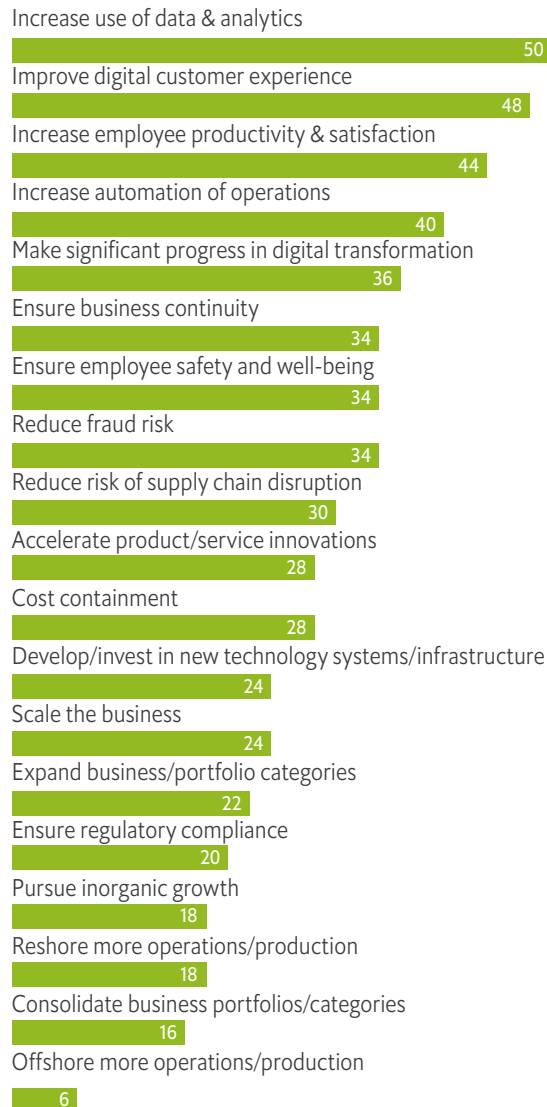 Increase use of data & analytics
50
Improve digital customer experience
48
Increase employee productivity & satisfaction
44
Increase automation of operations
40
Make significant progress in digital transformation
36
Ensure business continuity
34
Ensure employee safety and well-being
34
Reduce fraud risk
34
Reduce risk of supply chain disruption
30
Accelerate product/service innovations
28
Cost containment
28
Develop/invest in new technology systems/infrastructure
24
Scale the business
24
Expand business/portfolio categories
22
Ensure regulatory compliance
20
Pursue inorganic growth
18
Reshore more operations/production
18
Consolidate business portfolios/categories
16
Offshore more operations/production
6